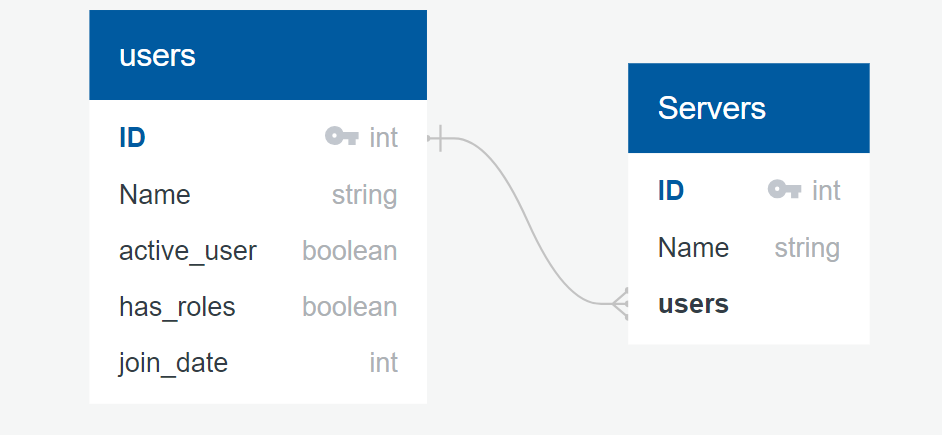 users
ID int
Name string
active_user boolean
has_roles boolean
join_date int
Servers
ID int
Name string
users